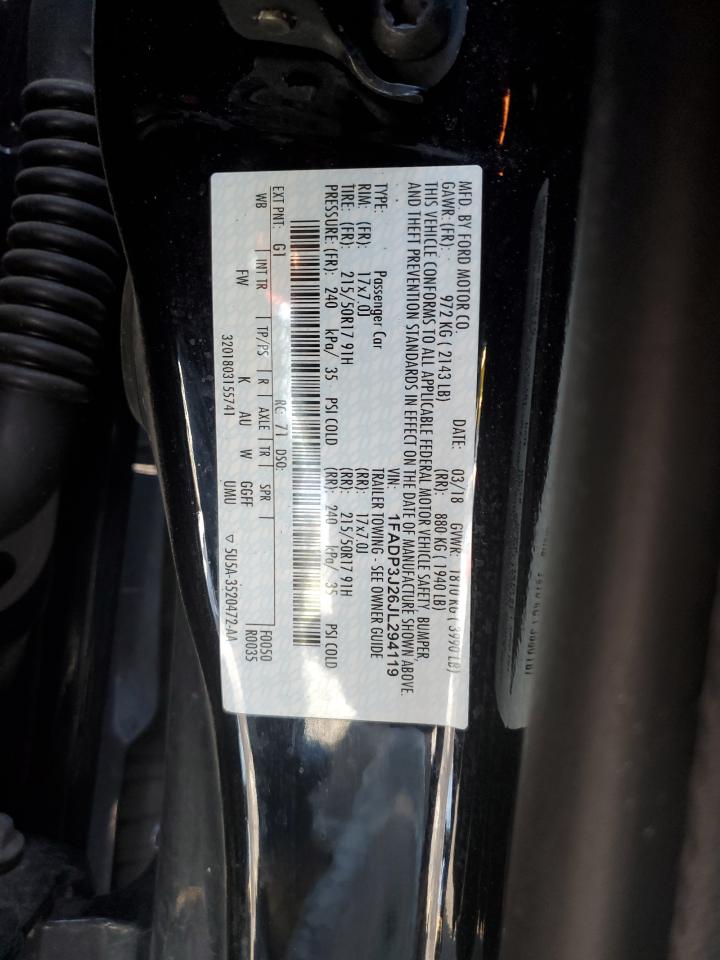 MFD. BY FORD MOTOR CO.
DATE: 03/18 GVWR: 1810 KG ( 3990 LB)
GAWR: (FR): 972 KG ( 2143 LB) (RR): 880 KG ( 1940 LB)
THIS VEHICLE CONFORMS TO ALL APPLICABLE FEDERAL MOTOR VEHICLE SAFETY, BUMPER
AND THEFT PREVENTION STANDARDS IN EFFECT ON THE DATE OF MANUFACTURE SHOWN ABOVE.
VIN: 1FADP3J26JL294119
TYPE: Passenger Car TRAILER TOWING - SEE OWNER GUIDE
RIM: (FR): 17x7.0J (RR): 17x7.0J
TIRE: (FR): 215/50R17 91H (RR): 215/50R17 91H
PRESSURE: (FR): 240 kPa/ 35 PSI COLD (RR): 240 kPa/ 35 PSI COLD
EXT PNT: G1 RC: 71 DSO: F0050
WB INT TR TP/PS R AXLE TR SPR R0035
FW K AU W GGFF
3201803155741 UMU ▽ 5U5A-3520472-AA